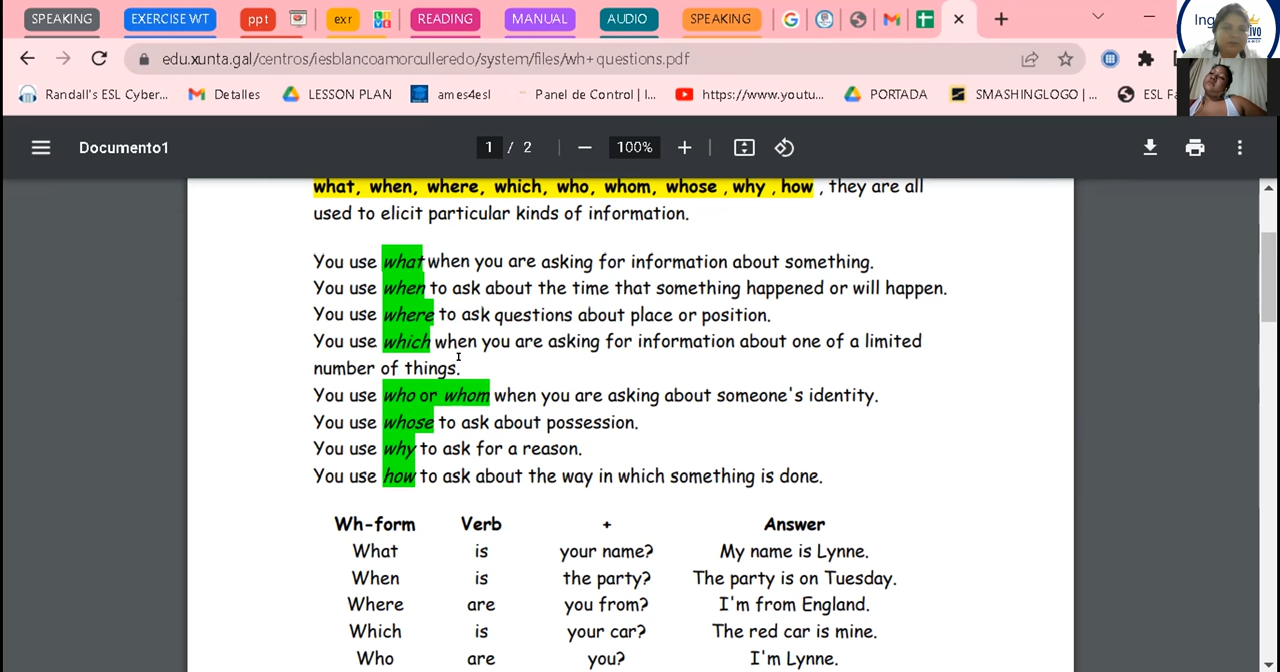 SPEAKING EXERCISE WT ppt exr READING MANUAL AUDIO SPEAKING
edu.xunta.gal/centros/iesblancoamorculleredo/system/files/wh+questions.pdf
Randall's ESL Cyber... Detalles LESSON PLAN ames4esl Panel de Control | I... https://www.youtu... PORTADA SMASHINGLOGO | ... ESL Fa
Documento1 1 / 2 100%
what, when, where, which, who, whom, whose , why , how , they are all
used to elicit particular kinds of information.
You use what when you are asking for information about something.
You use when to ask about the time that something happened or will happen.
You use where to ask questions about place or position.
You use which when you are asking for information about one of a limited
number of things.
You use who or whom when you are asking about someone's identity.
You use whose to ask about possession.
You use why to ask for a reason.
You use how to ask about the way in which something is done.
Wh-form Verb + Answer
What is your name? My name is Lynne.
When is the party? The party is on Tuesday.
Where are you from? I'm from England.
Which is your car? The red car is mine.
Who are you? I'm Lynne.